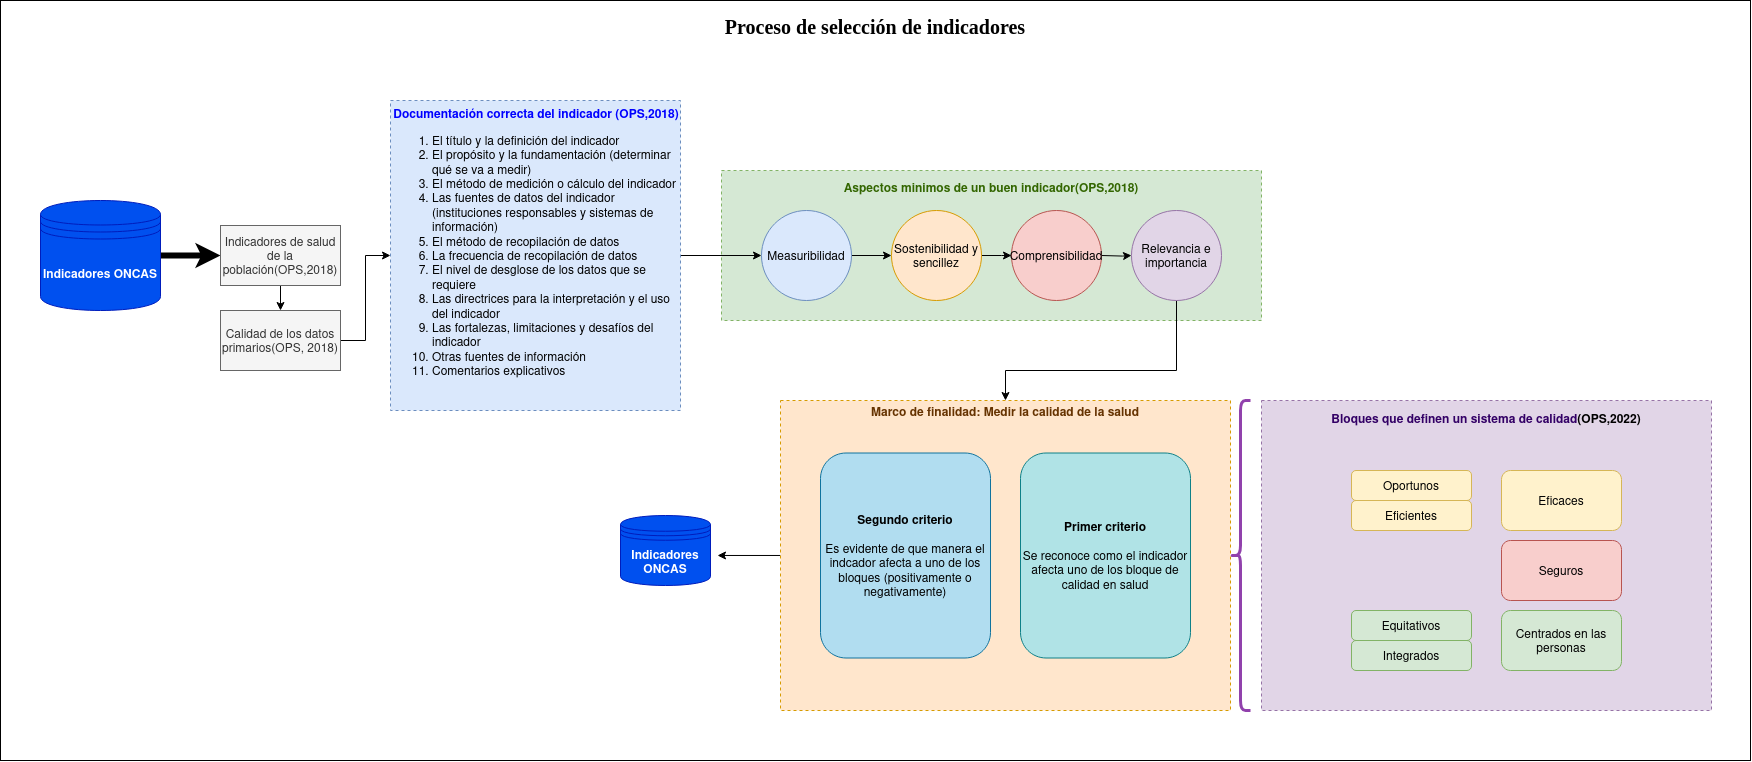 Proceso de selección de indicadores
Indicadores ONCAS
Indicadores de salud
de la
población(OPS,2018)
Calidad de los datos
primarios(OPS, 2018)
Documentación correcta del indicador (OPS,2018)
1. El título y la definición del indicador
2. El propósito y la fundamentación (determinar
qué se va a medir)
3. El método de medición o cálculo del indicador
4. Las fuentes de datos del indicador
(instituciones responsables y sistemas de
información)
5. El método de recopilación de datos
6. La frecuencia de recopilación de datos
7. El nivel de desglose de los datos que se
requiere
8. Las directrices para la interpretación y el uso
del indicador
9. Las fortalezas, limitaciones y desafíos del
indicador
10. Otras fuentes de información
11. Comentarios explicativos
Aspectos minimos de un buen indicador(OPS,2018)
Measuribilidad
Sostenibilidad y
sencillez
Comprensibilidad
Relevancia e
importancia
Marco de finalidad: Medir la calidad de la salud
Segundo criterio
Es evidente de que manera el
indcador afecta a uno de los
bloques (positivamente o
negativamente)
Primer criterio
Se reconoce como el indicador
afecta uno de los bloque de
calidad en salud
Indicadores
ONCAS
Bloques que definen un sistema de calidad(OPS,2022)
Oportunos
Eficientes
Eficaces
Seguros
Equitativos
Integrados
Centrados en las
personas